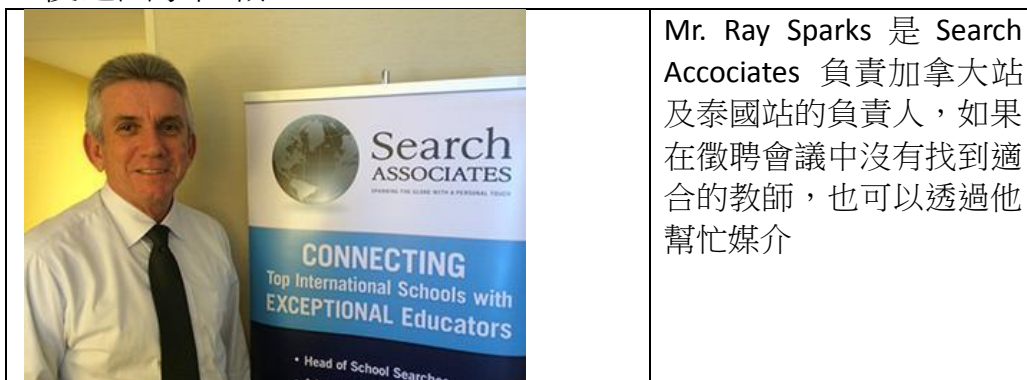 Search
ASSOCIATES
SPANNING THE GLOBE WITH A PERSONAL TOUCH
CONNECTING
Top International Schools with
EXCEPTIONAL Educators
• Head of School Searches
Mr. Ray Sparks 是 Search
Accociates 負責加拿大站
及泰國站的負責人，如果
在徵聘會議中沒有找到適
合的教師，也可以透過他
幫忙媒介